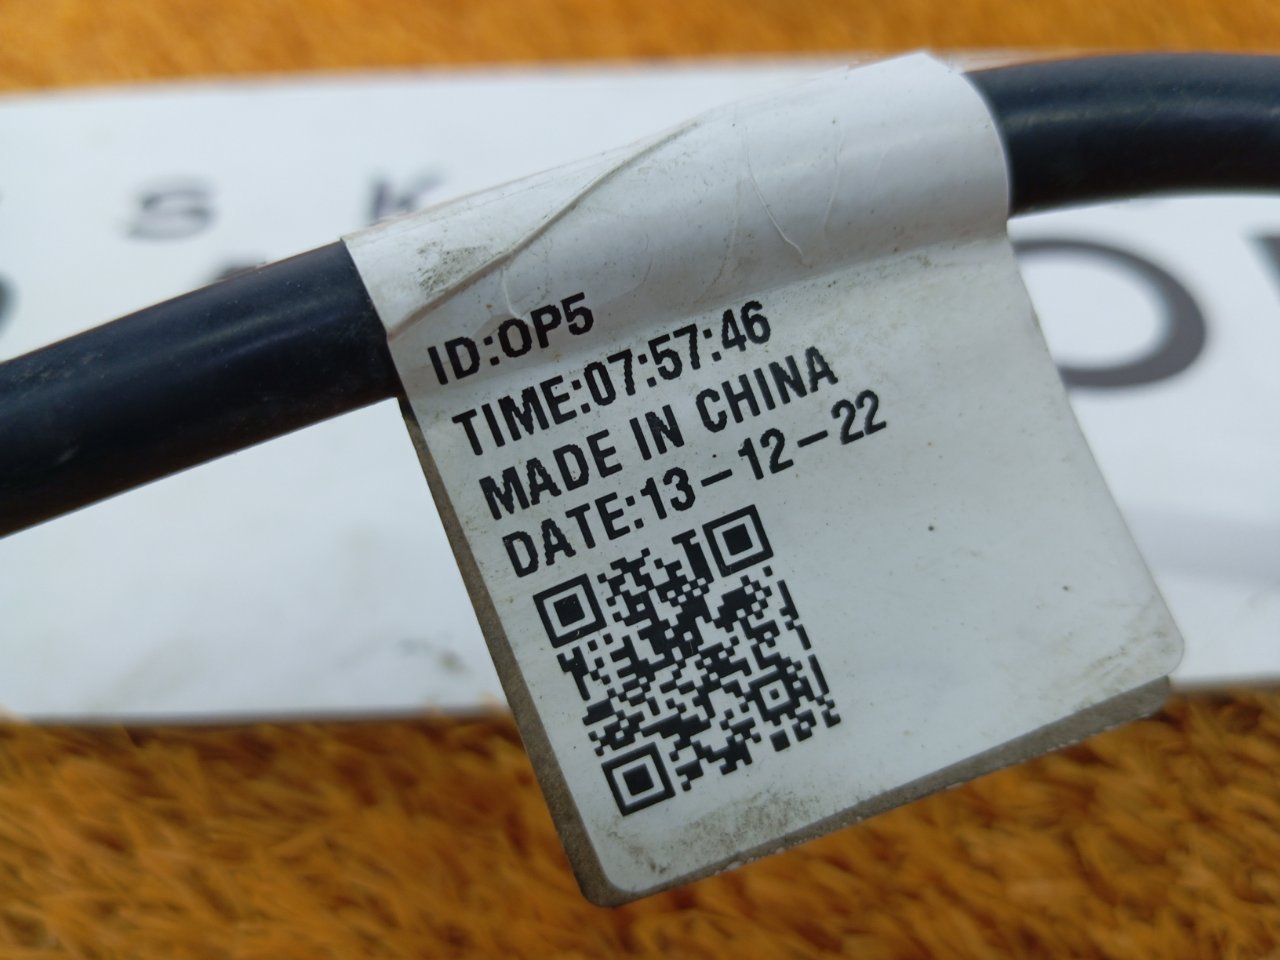 ID:OP5
TIME:07:57:46
MADE IN CHINA
DATE:13-12-22